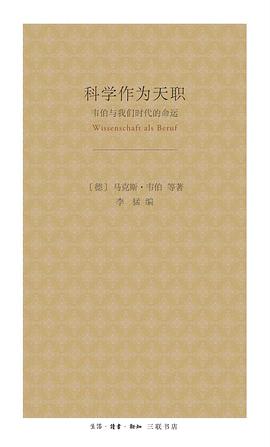 科学作为天职
韦伯与我们时代的命运
Wissenschaft als Beruf
［德］马克斯·韦伯 等著
李 猛 编
生活·读书·新知 三联书店